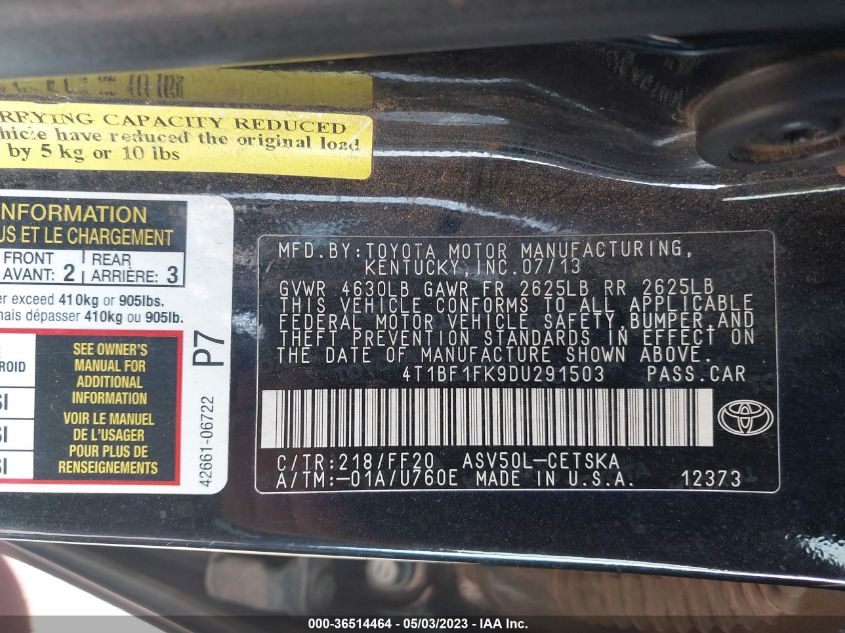 RRYING CAPACITY REDUCED
hicle have reduced the original load
by 5 kg or 10 lbs
INFORMATION
US ET LE CHARGEMENT
FRONT
AVANT: 2
REAR
ARRIÈRE: 3
er exceed 410kg or 905lbs.
mais dépasser 410kg ou 905lb.
ROID
SI
SI
SI
SEE OWNER'S
MANUAL FOR
ADDITIONAL
INFORMATION
VOIR LE MANUEL
DE L'USAGER
POUR PLUS DE
RENSEIGNEMENTS
P7
42661-06722
MFD.BY:TOYOTA MOTOR MANUFACTURING,
KENTUCKY,INC.07/13
GVWR 4630LB GAWR FR 2625LB RR 2625LB
THIS VEHICLE CONFORMS TO ALL APPLICABLE
FEDERAL MOTOR VEHICLE SAFETY,BUMPER,AND
THEFT PREVENTION STANDARDS IN EFFECT ON
THE DATE OF MANUFACTURE SHOWN ABOVE.
4T1BF1FK9DU291503 PASS.CAR
C/TR:218/FF20 ASV50L-CETSKA
A/TM:-01A/U760E MADE IN U.S.A. 12373
000-36514464 - 05/03/2023 - IAA Inc.